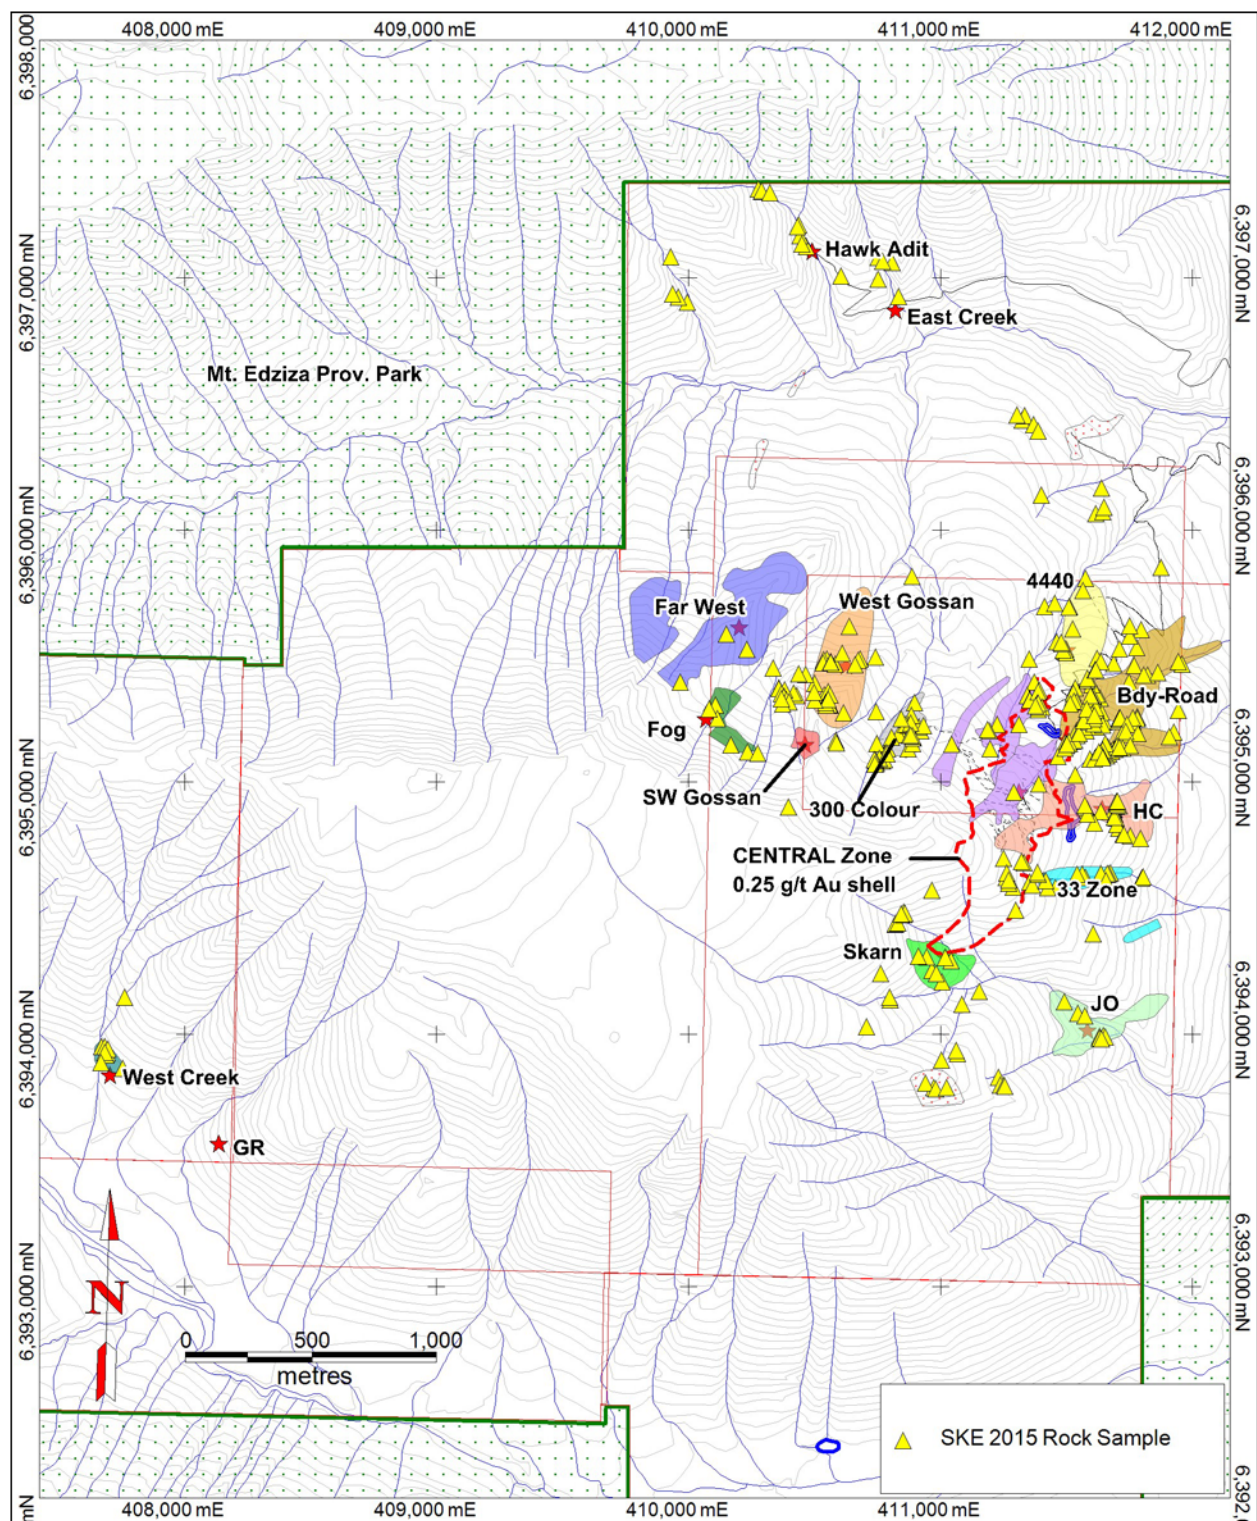 408,000 mE
409,000 mE
410,000 mE
411,000 mE
412,000 mE
6,398,000 mN
6,397,000 mN
6,397,000 mN
Hawk Adit
East Creek
Mt. Edziza Prov. Park
6,396,000 mN
6,396,000 mN
4440
Far West
West Gossan
Bdy-Road
Fog
SW Gossan
300 Colour
HC
6,395,000 mN
6,395,000 mN
CENTRAL Zone
0.25 g/t Au shell
33 Zone
Skarn
JO
6,394,000 mN
6,394,000 mN
West Creek
GR
N
6,393,000 mN
6,393,000 mN
0
500
1,000
metres
SKE 2015 Rock Sample
mN
6,392,0
408,000 mE
409,000 mE
410,000 mE
411,000 mE